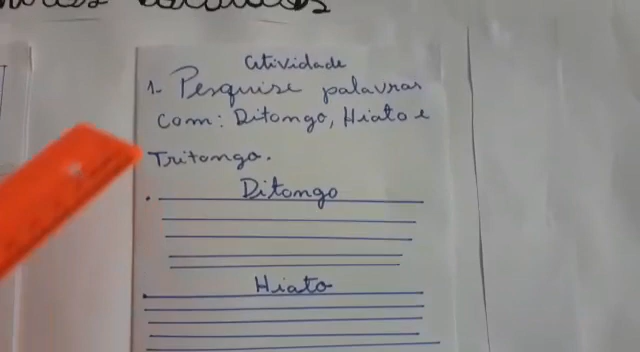 Atividade
1- Pesquise palavras
com: Ditongo, Hiato e
Tritongo.
Ditongo
Hiato